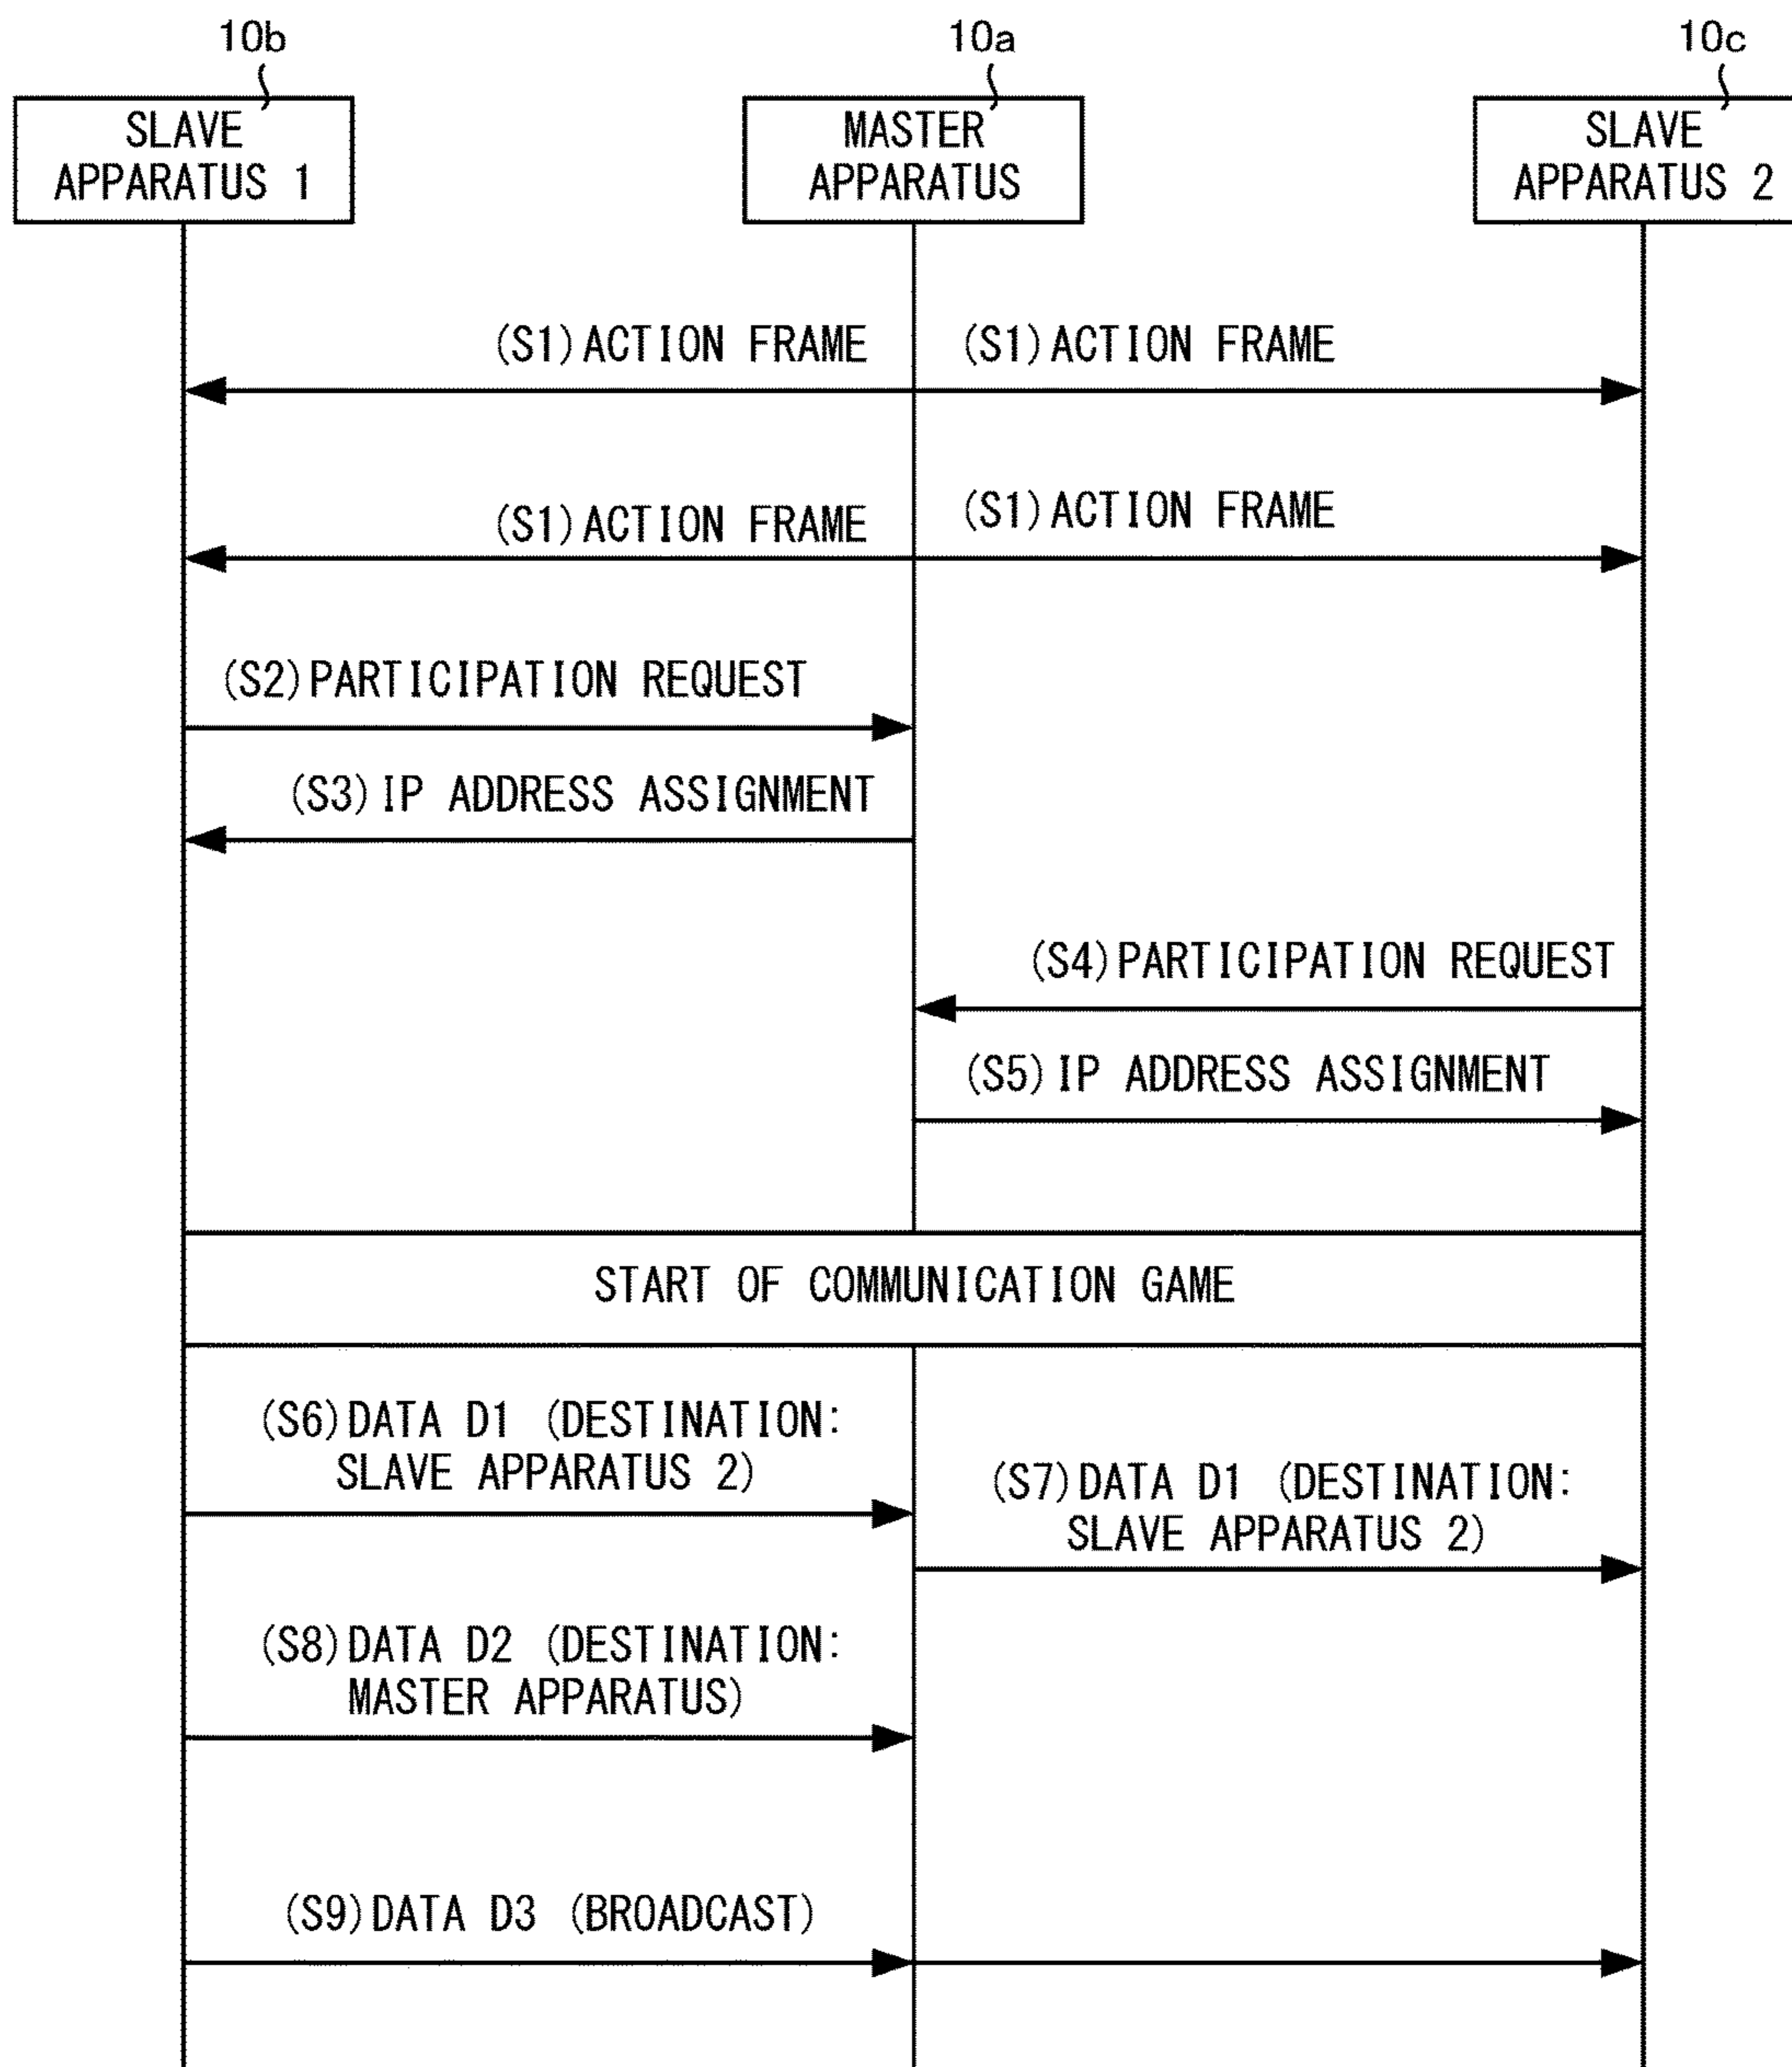 10b
10a
10c
SLAVE
APPARATUS 1
MASTER
APPARATUS
SLAVE
APPARATUS 2
(S1)ACTION FRAME
(S1)ACTION FRAME
(S1)ACTION FRAME
(S1)ACTION FRAME
(S2)PARTICIPATION REQUEST
(S3)IP ADDRESS ASSIGNMENT
(S4)PARTICIPATION REQUEST
(S5)IP ADDRESS ASSIGNMENT
START OF COMMUNICATION GAME
(S6)DATA D1 (DESTINATION:
SLAVE APPARATUS 2)
(S7)DATA D1 (DESTINATION:
SLAVE APPARATUS 2)
(S8)DATA D2 (DESTINATION:
MASTER APPARATUS)
(S9)DATA D3 (BROADCAST)